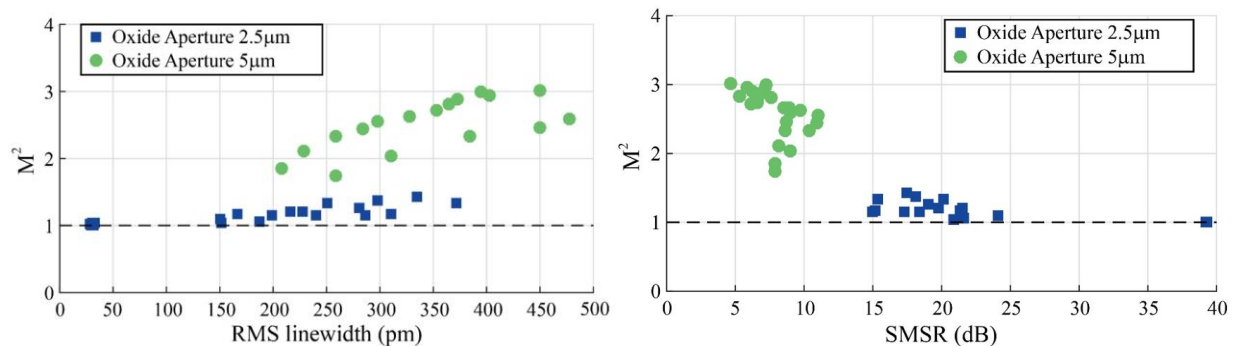 4
3
2
1
0
M²
Oxide Aperture 2.5μm
Oxide Aperture 5μm
0 50 100 150 200 250 300 350 400 450 500
RMS linewidth (pm)
4
3
2
1
0
M²
Oxide Aperture 2.5μm
Oxide Aperture 5μm
0 5 10 15 20 25 30 35 40
SMSR (dB)